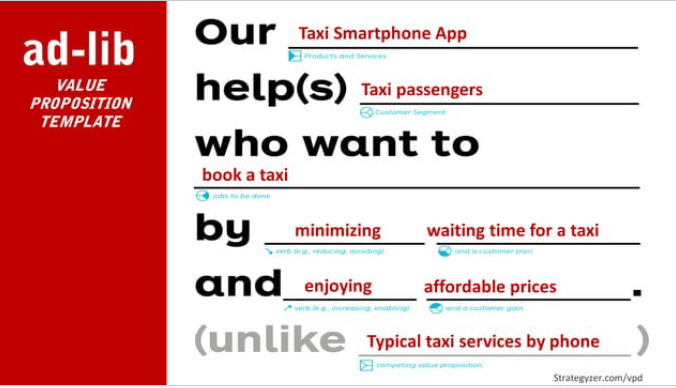 ad-lib
VALUE
PROPOSITION
TEMPLATE
Our Taxi Smartphone App
Products and Services
help(s) Taxi passengers
Customer Segment
who want to
book a taxi
jobs to be done
by minimizing waiting time for a taxi
verb (e.g., reducing, avoiding) and a customer pain
and enjoying affordable prices .
verb (e.g., increasing, enabling) and a customer gain
(unlike Typical taxi services by phone )
competing value proposition
Strategyzer.com/vpd